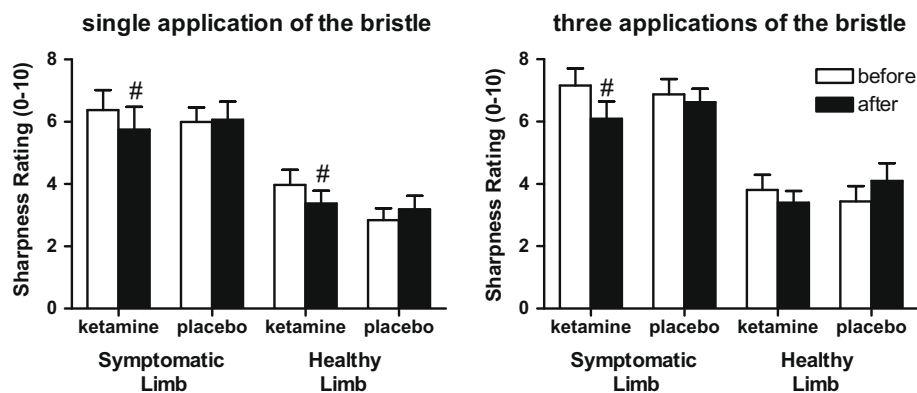 single application of the bristle
Sharpness Rating (0-10)
8
6
4
2
0
#
#
ketamine placebo ketamine placebo
Symptomatic Limb
Healthy Limb
three applications of the bristle
Sharpness Rating (0-10)
8
6
4
2
0
#
before
after
ketamine placebo ketamine placebo
Symptomatic Limb
Healthy Limb